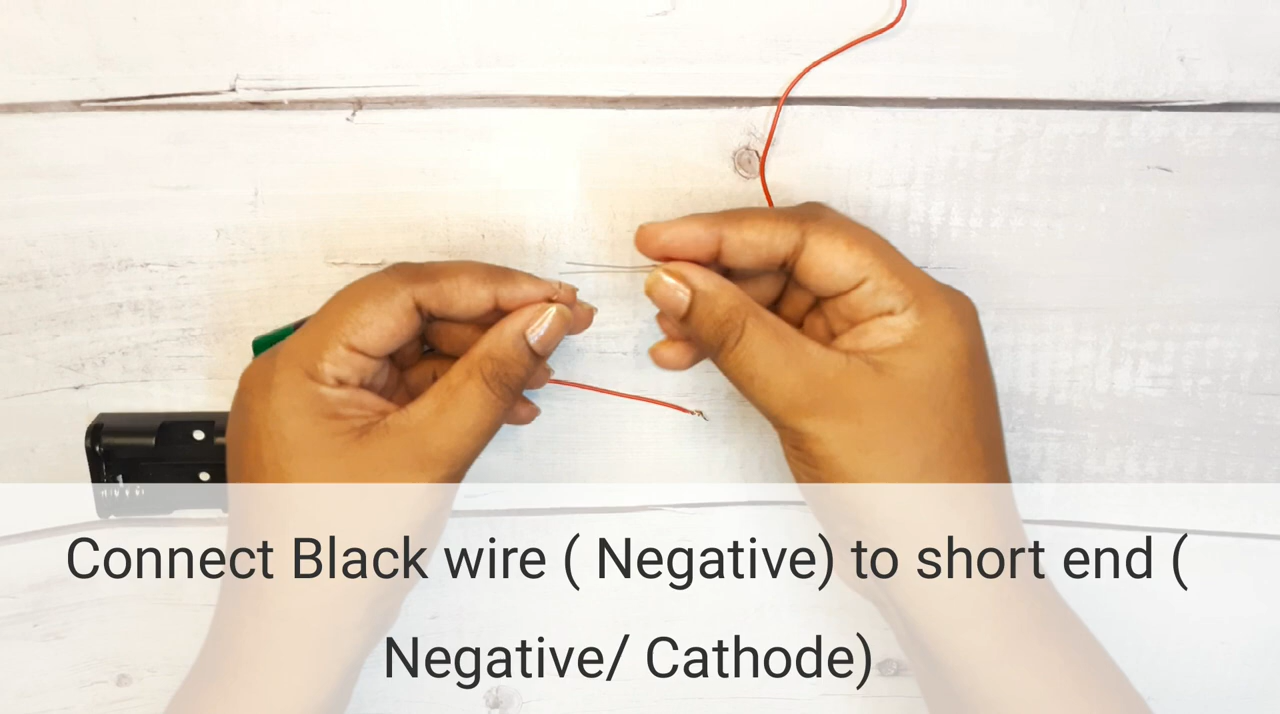 Connect Black wire ( Negative) to short end (
Negative/ Cathode)